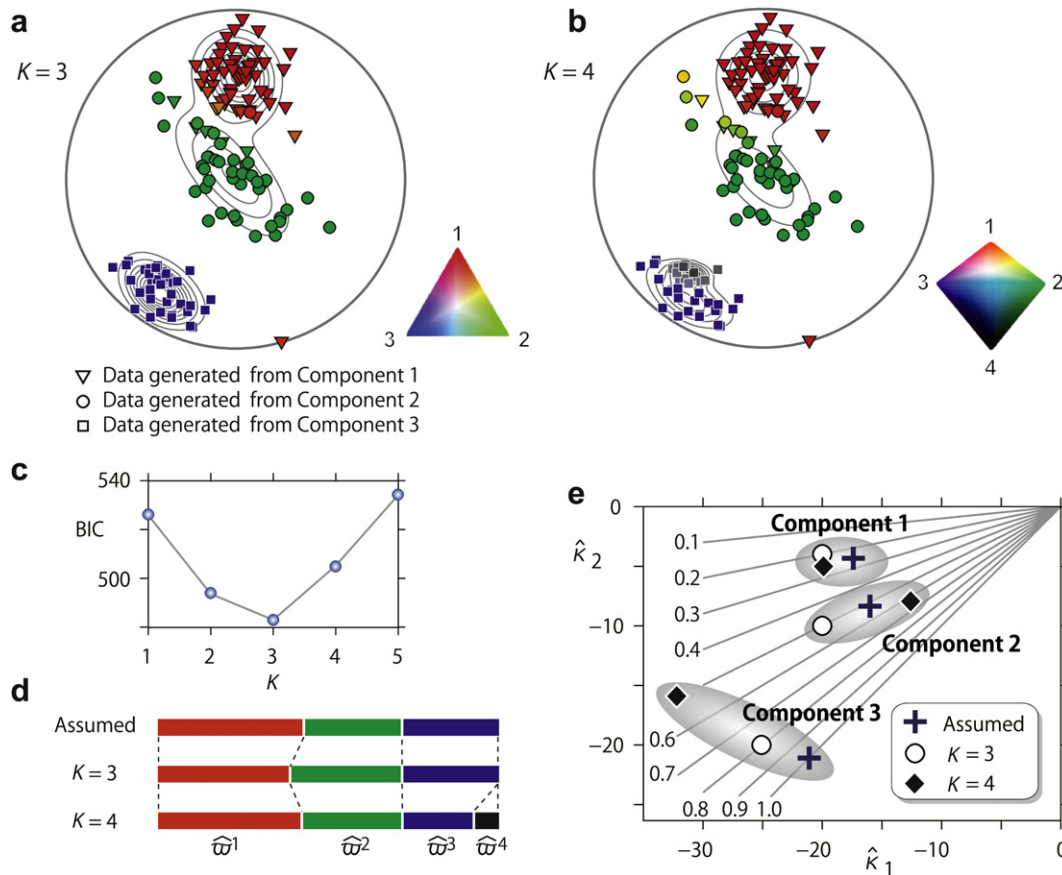 a
K = 3
1
3
2
▽ Data generated from Component 1
○ Data generated from Component 2
□ Data generated from Component 3
b
K = 4
1
3
2
4
c
540
BIC
500
1 2 3 4 5
K
d
Assumed
K = 3
K = 4
ϖ̂¹ ϖ̂² ϖ̂³ ϖ̂⁴
e
0
κ̂₂
−10
−20
Component 1
Component 2
Component 3
0.1
0.2
0.3
0.4
0.6
0.7
0.8 0.9 1.0
Assumed
K = 3
K = 4
−30 −20 −10 0
κ̂₁